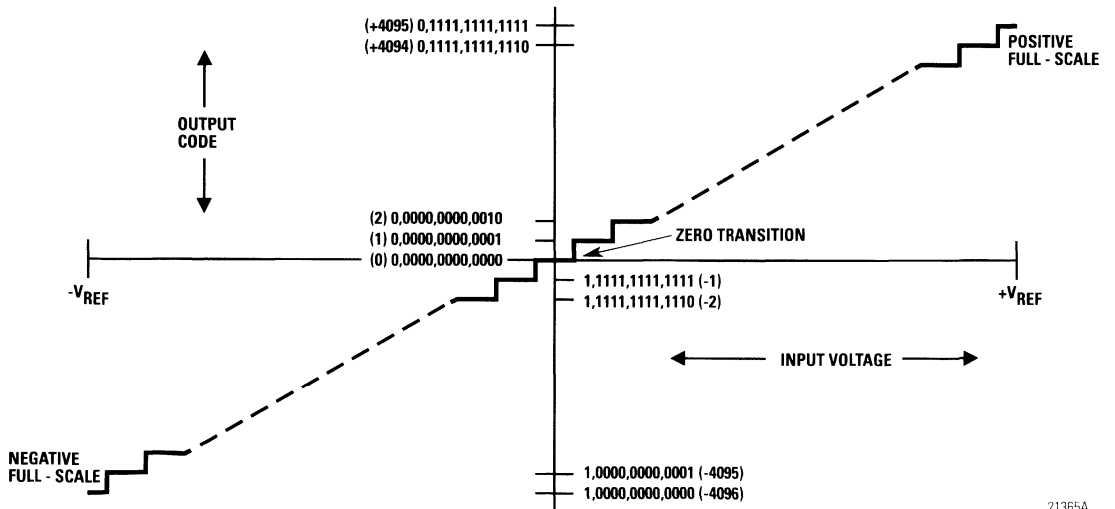 (+4095) 0,1111,1111,1111
(+4094) 0,1111,1111,1110
POSITIVE
FULL - SCALE
OUTPUT
CODE
(2) 0,0000,0000,0010
(1) 0,0000,0000,0001
(0) 0,0000,0000,0000
ZERO TRANSITION
1,1111,1111,1111 (-1)
1,1111,1111,1110 (-2)
-VREF
+VREF
INPUT VOLTAGE
NEGATIVE
FULL - SCALE
1,0000,0000,0001 (-4095)
1,0000,0000,0000 (-4096)
21365A